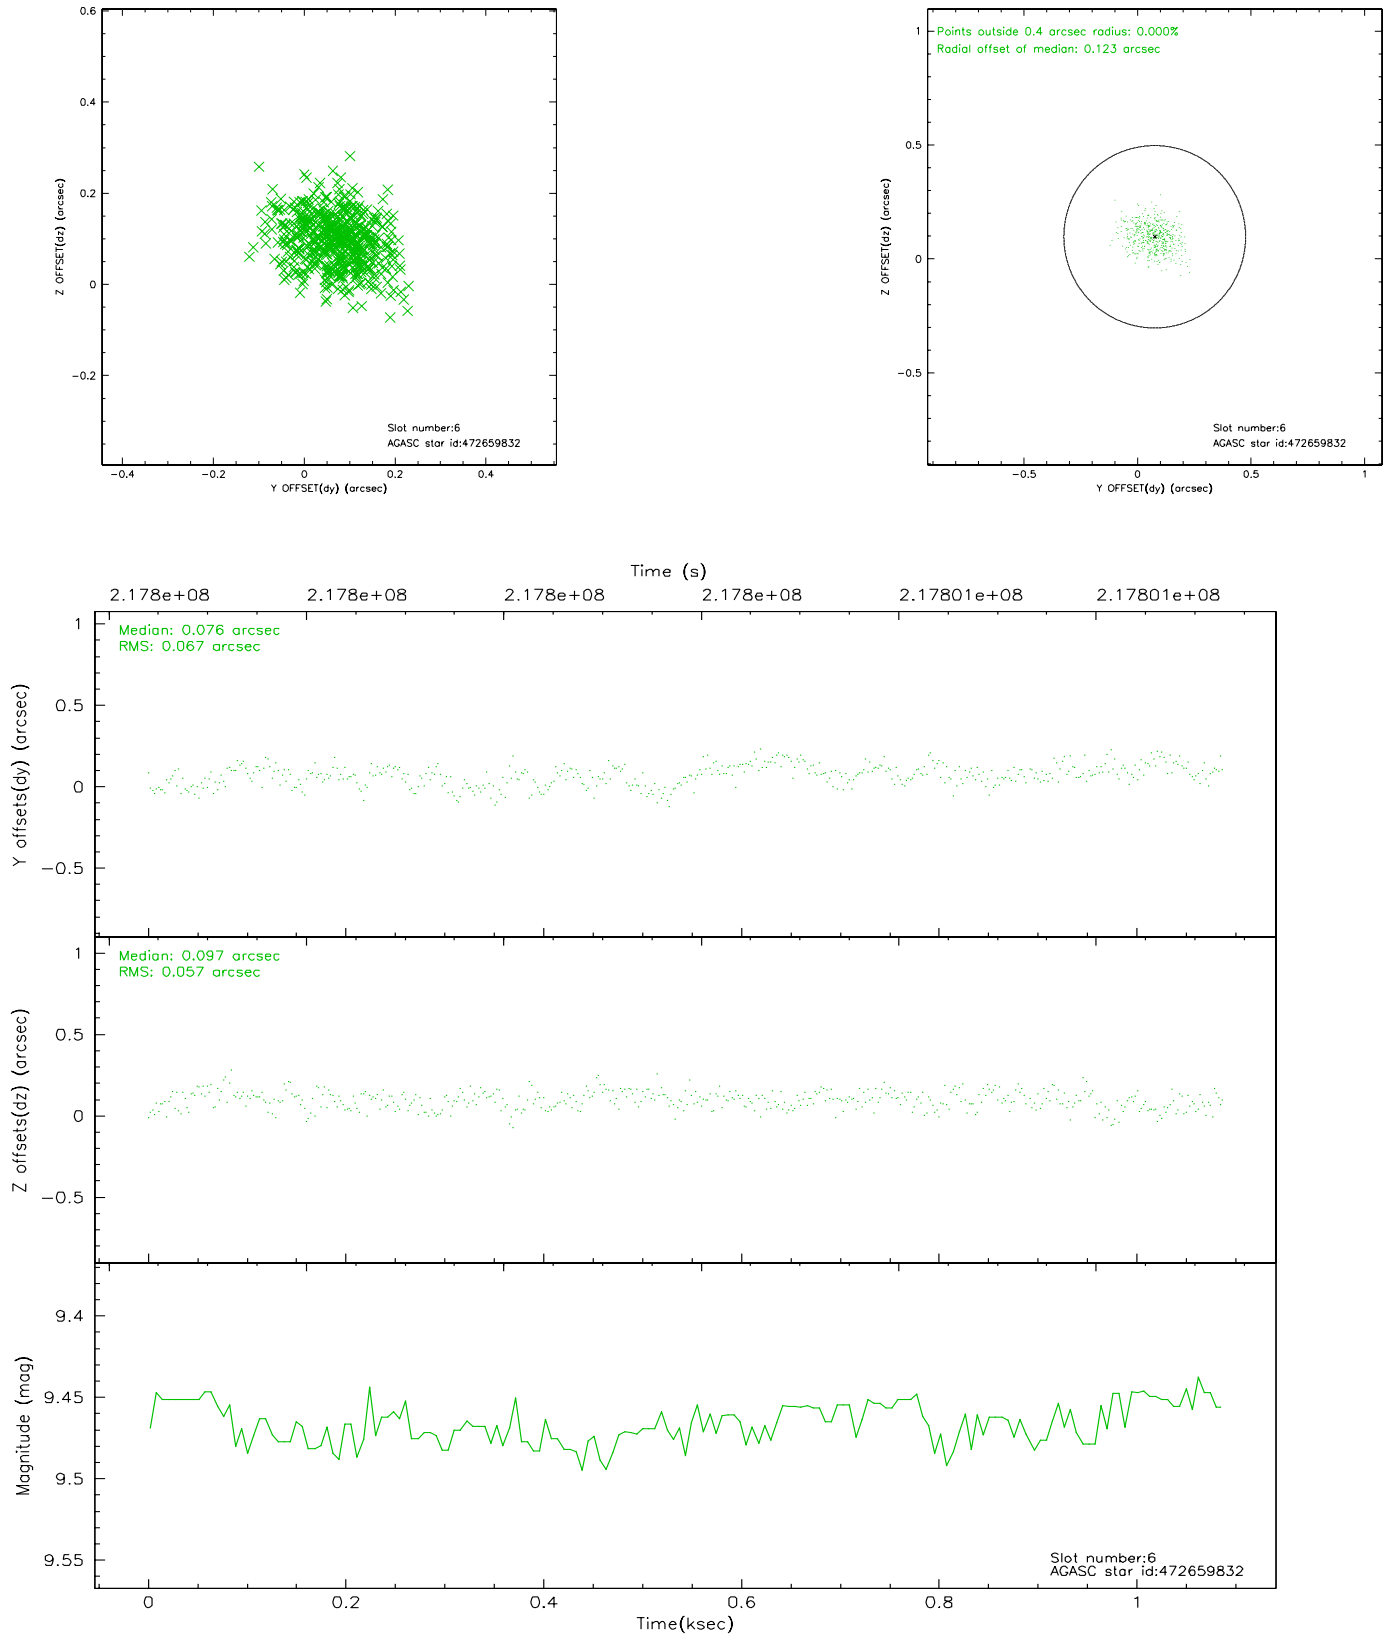 0.6
0.4
0.2
0
−0.2
−0.4
−0.2
0
0.2
0.4
Z OFFSET(dz) (arcsec)
Y OFFSET(dy) (arcsec)
Slot number:6
AGASC star id:472659832
Points outside 0.4 arcsec radius: 0.000%
Radial offset of median: 0.123 arcsec
1
0.5
0
−0.5
−0.5
0
0.5
1
Z OFFSET(dz) (arcsec)
Y OFFSET(dy) (arcsec)
Slot number:6
AGASC star id:472659832
Time (s)
2.178e+08 2.178e+08 2.178e+08 2.178e+08 2.17801e+08 2.17801e+08
Median: 0.076 arcsec
RMS: 0.067 arcsec
1
0.5
0
−0.5
Y offsets(dy) (arcsec)
Median: 0.097 arcsec
RMS: 0.057 arcsec
1
0.5
0
−0.5
Z offsets(dz) (arcsec)
9.4
9.45
9.5
9.55
Magnitude (mag)
Slot number:6
AGASC star id:472659832
0 0.2 0.4 0.6 0.8 1
Time(ksec)